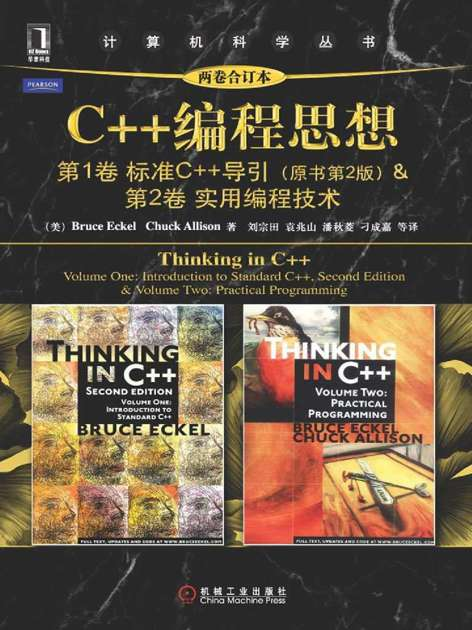 计算机科学丛书
华章科技
PEARSON
两卷合订本
C++编程思想
第1卷 标准C++导引（原书第2版）&
第2卷 实用编程技术
（美）Bruce Eckel Chuck Allison 著 刘宗田 袁兆山 潘秋菱 刁成嘉 等译
Thinking in C++
Volume One: Introduction to Standard C++, Second Edition
& Volume Two: Practical Programming
THINKING
IN C++
SECOND EDITION
VOLUME ONE:
INTRODUCTION TO
STANDARD C++
BRUCE ECKEL
FULL TEXT, UPDATES AND CODE AT WWW.BRUCEECKEL.COM
THINKING
IN C++
VOLUME TWO:
PRACTICAL
PROGRAMMING
BRUCE ECKEL
CHUCK ALLISON
FULL TEXT, UPDATES AND CODE AT WWW.BRUCEECKEL.COM
机械工业出版社
China Machine Press